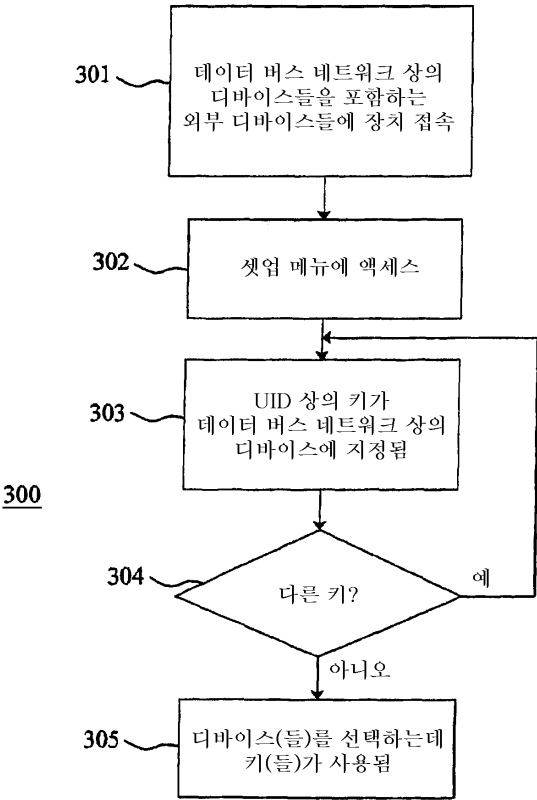 301
데이터 버스 네트워크 상의
디바이스들을 포함하는
외부 디바이스들에 장치 접속
302
셋업 메뉴에 액세스
303
UID 상의 키가
데이터 버스 네트워크 상의
디바이스에 지정됨
300
304
다른 키?
예
아니오
305
디바이스(들)를 선택하는데
키(들)가 사용됨